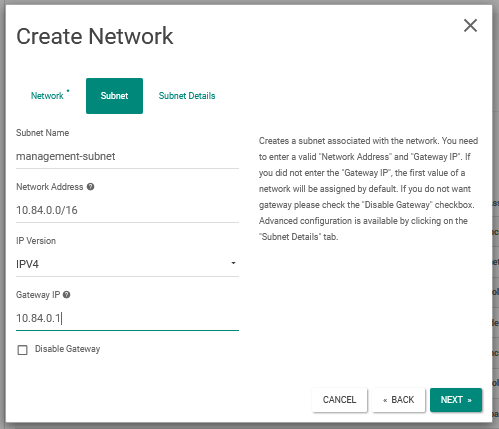 Create Network
Network *
Subnet
Subnet Details
Subnet Name
management-subnet
Network Address
10.84.0.0/16
IP Version
IPV4
Gateway IP
10.84.0.1
Disable Gateway
Creates a subnet associated with the network. You need
to enter a valid "Network Address" and "Gateway IP". If
you did not enter the "Gateway IP", the first value of a
network will be assigned by default. If you do not want
gateway please check the "Disable Gateway" checkbox.
Advanced configuration is available by clicking on the
"Subnet Details" tab.
CANCEL
« BACK
NEXT »